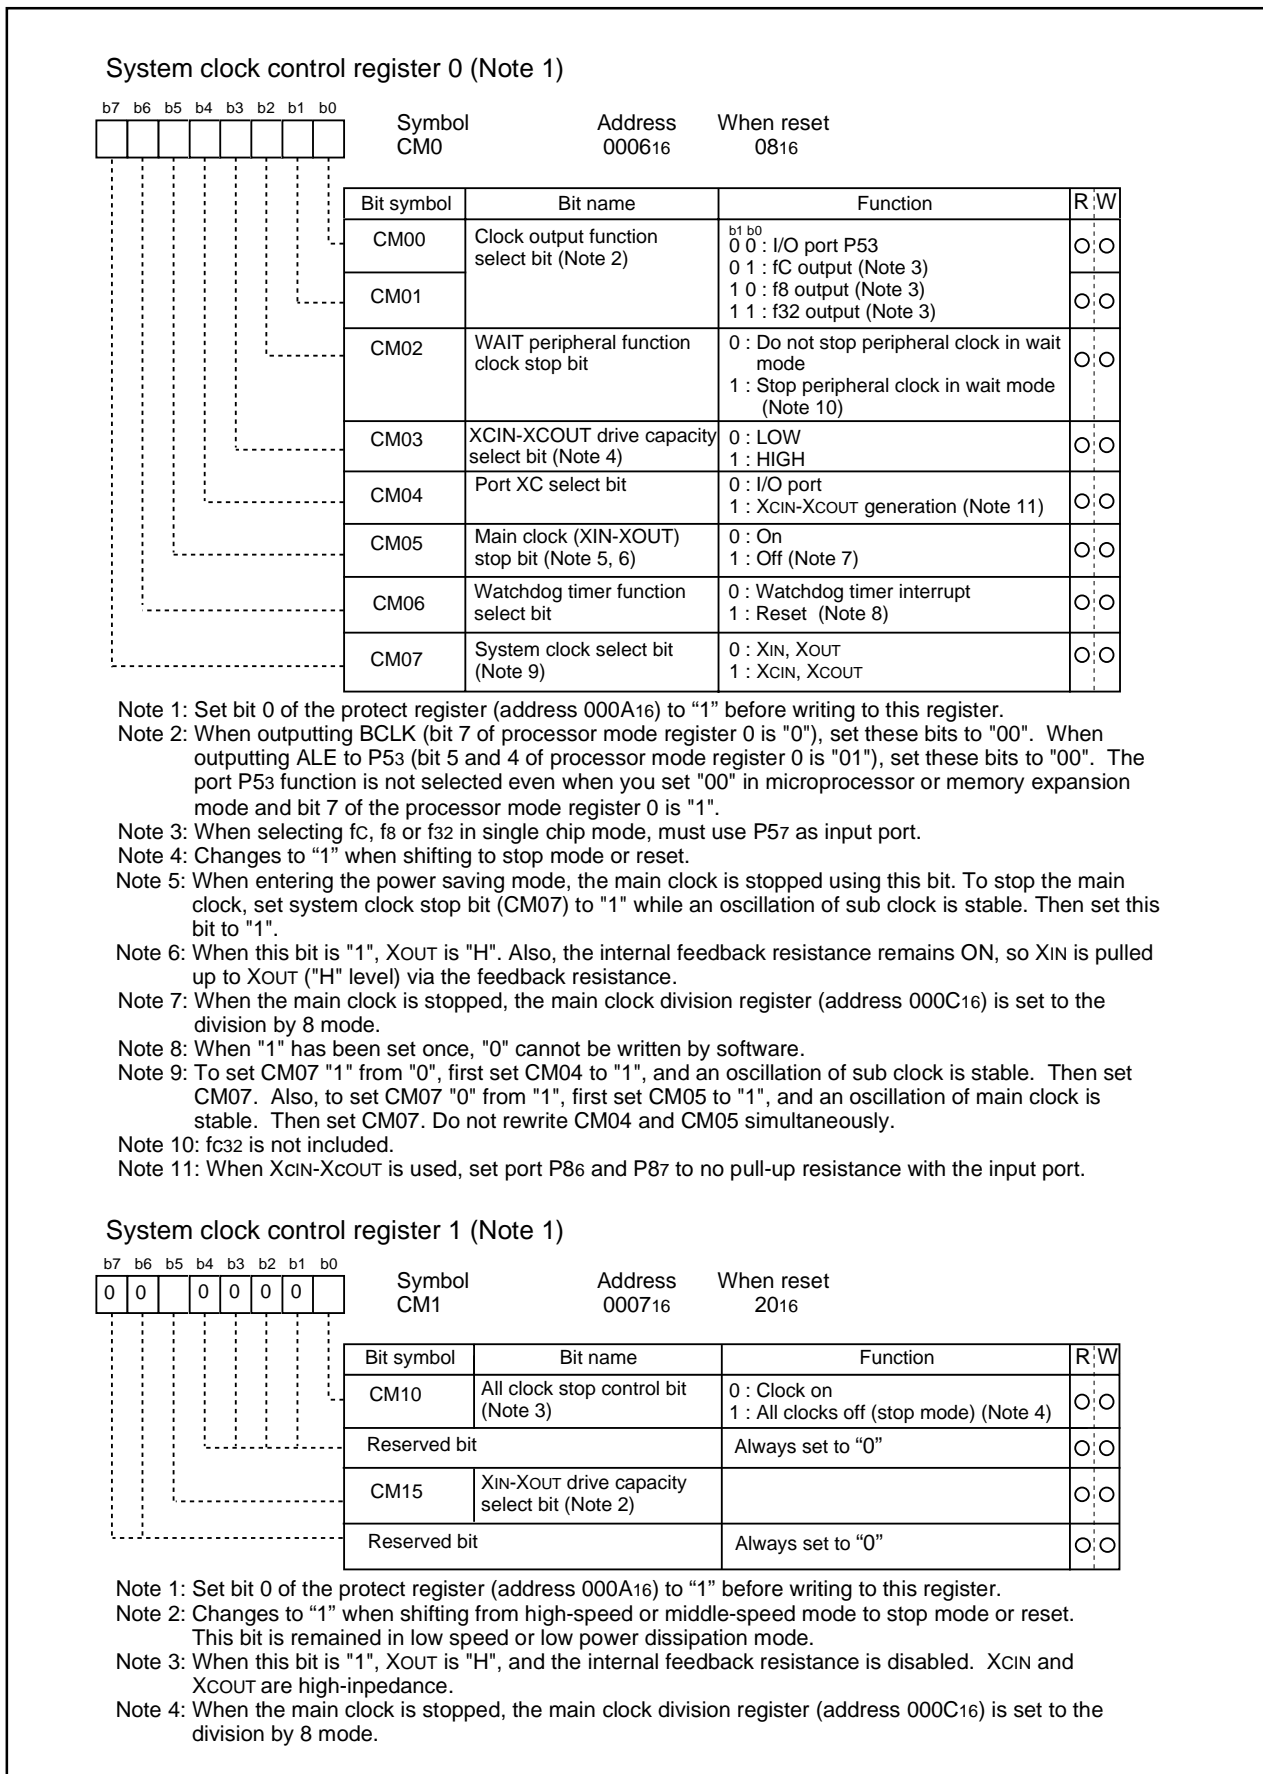 System clock control register 0 (Note 1)
b7 b6 b5 b4 b3 b2 b1 b0
Symbol Address When reset
CM0 000616 0816
Bit symbol Bit name Function R W
CM00 Clock output function select bit (Note 2)
b1 b0
0 0 : I/O port P53
0 1 : fC output (Note 3)
1 0 : f8 output (Note 3)
1 1 : f32 output (Note 3)
CM01
CM02 WAIT peripheral function clock stop bit
0 : Do not stop peripheral clock in wait
mode
1 : Stop peripheral clock in wait mode
(Note 10)
CM03 XCIN-XCOUT drive capacity select bit (Note 4)
0 : LOW
1 : HIGH
CM04 Port XC select bit
0 : I/O port
1 : XCIN-XCOUT generation (Note 11)
CM05 Main clock (XIN-XOUT) stop bit (Note 5, 6)
0 : On
1 : Off (Note 7)
CM06 Watchdog timer function select bit
0 : Watchdog timer interrupt
1 : Reset (Note 8)
CM07 System clock select bit (Note 9)
0 : XIN, XOUT
1 : XCIN, XCOUT
Note 1: Set bit 0 of the protect register (address 000A16) to “1” before writing to this register.
Note 2: When outputting BCLK (bit 7 of processor mode register 0 is "0"), set these bits to "00". When
outputting ALE to P53 (bit 5 and 4 of processor mode register 0 is "01"), set these bits to "00". The
port P53 function is not selected even when you set "00" in microprocessor or memory expansion
mode and bit 7 of the processor mode register 0 is "1".
Note 3: When selecting fC, f8 or f32 in single chip mode, must use P57 as input port.
Note 4: Changes to “1” when shifting to stop mode or reset.
Note 5: When entering the power saving mode, the main clock is stopped using this bit. To stop the main
clock, set system clock stop bit (CM07) to "1" while an oscillation of sub clock is stable. Then set this
bit to "1".
Note 6: When this bit is "1", XOUT is "H". Also, the internal feedback resistance remains ON, so XIN is pulled
up to XOUT ("H" level) via the feedback resistance.
Note 7: When the main clock is stopped, the main clock division register (address 000C16) is set to the
division by 8 mode.
Note 8: When "1" has been set once, "0" cannot be written by software.
Note 9: To set CM07 "1" from "0", first set CM04 to "1", and an oscillation of sub clock is stable. Then set
CM07. Also, to set CM07 "0" from "1", first set CM05 to "1", and an oscillation of main clock is
stable. Then set CM07. Do not rewrite CM04 and CM05 simultaneously.
Note 10: fc32 is not included.
Note 11: When XCIN-XCOUT is used, set port P86 and P87 to no pull-up resistance with the input port.
System clock control register 1 (Note 1)
b7 b6 b5 b4 b3 b2 b1 b0
0 0 0 0 0 0
Symbol Address When reset
CM1 000716 2016
Bit symbol Bit name Function R W
CM10 All clock stop control bit (Note 3)
0 : Clock on
1 : All clocks off (stop mode) (Note 4)
Reserved bit Always set to “0”
CM15 XIN-XOUT drive capacity select bit (Note 2)
Reserved bit Always set to “0”
Note 1: Set bit 0 of the protect register (address 000A16) to “1” before writing to this register.
Note 2: Changes to “1” when shifting from high-speed or middle-speed mode to stop mode or reset.
This bit is remained in low speed or low power dissipation mode.
Note 3: When this bit is "1", XOUT is "H", and the internal feedback resistance is disabled. XCIN and
XCOUT are high-inpedance.
Note 4: When the main clock is stopped, the main clock division register (address 000C16) is set to the
division by 8 mode.